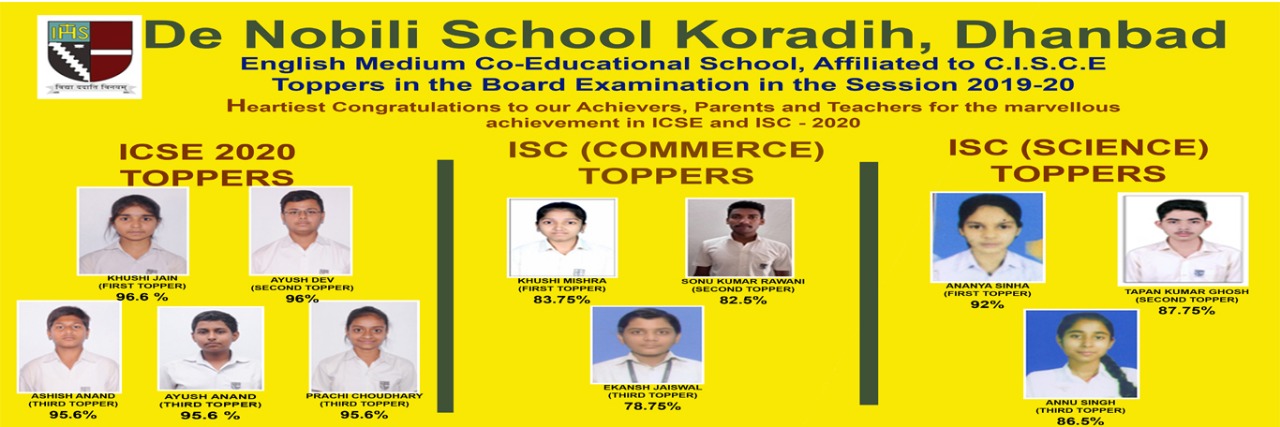 IHS
विद्या ददाति विनयम्
De Nobili School Koradih, Dhanbad
English Medium Co-Educational School, Affiliated to C.I.S.C.E
Toppers in the Board Examination in the Session 2019-20
Heartiest Congratulations to our Achievers, Parents and Teachers for the marvellous
achievement in ICSE and ISC - 2020
ICSE 2020
TOPPERS
KHUSHI JAIN
(FIRST TOPPER)
96.6 %
AYUSH DEV
(SECOND TOPPER)
96%
ASHISH ANAND
(THIRD TOPPER)
95.6%
AYUSH ANAND
(THIRD TOPPER)
95.6 %
PRACHI CHOUDHARY
(THIRD TOPPER)
95.6%
ISC (COMMERCE)
TOPPERS
KHUSHI MISHRA
(FIRST TOPPER)
83.75%
SONU KUMAR RAWANI
(SECOND TOPPER)
82.5%
EKANSH JAISWAL
(THIRD TOPPER)
78.75%
ISC (SCIENCE)
TOPPERS
ANANYA SINHA
(FIRST TOPPER)
92%
TAPAN KUMAR GHOSH
(SECOND TOPPER)
87.75%
ANNU SINGH
(THIRD TOPPER)
86.5%